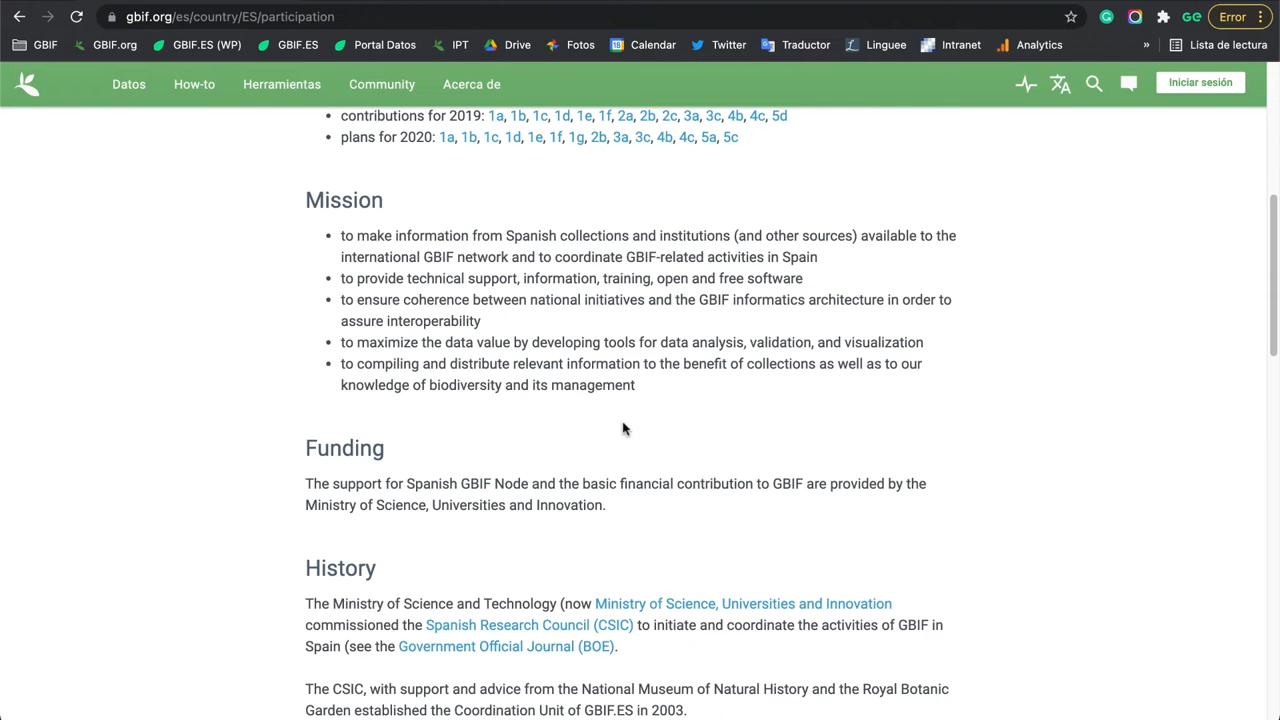 gbif.org/es/country/ES/participation
Error
GBIF GBIF.org GBIF.ES (WP) GBIF.ES Portal Datos IPT Drive Fotos Calendar Twitter Traductor Linguee Intranet Analytics » Lista de lectura
Datos How-to Herramientas Community Acerca de Iniciar sesión
• contributions for 2019: 1a, 1b, 1c, 1d, 1e, 1f, 2a, 2b, 2c, 3a, 3c, 4b, 4c, 5d
• plans for 2020: 1a, 1b, 1c, 1d, 1e, 1f, 1g, 2b, 3a, 3c, 4b, 4c, 5a, 5c
Mission
• to make information from Spanish collections and institutions (and other sources) available to the
international GBIF network and to coordinate GBIF-related activities in Spain
• to provide technical support, information, training, open and free software
• to ensure coherence between national initiatives and the GBIF informatics architecture in order to
assure interoperability
• to maximize the data value by developing tools for data analysis, validation, and visualization
• to compiling and distribute relevant information to the benefit of collections as well as to our
knowledge of biodiversity and its management
Funding
The support for Spanish GBIF Node and the basic financial contribution to GBIF are provided by the
Ministry of Science, Universities and Innovation.
History
The Ministry of Science and Technology (now Ministry of Science, Universities and Innovation
commissioned the Spanish Research Council (CSIC) to initiate and coordinate the activities of GBIF in
Spain (see the Government Official Journal (BOE).
The CSIC, with support and advice from the National Museum of Natural History and the Royal Botanic
Garden established the Coordination Unit of GBIF.ES in 2003.